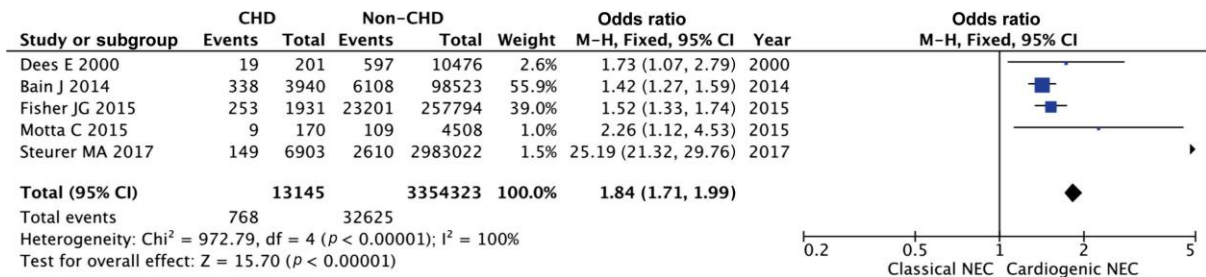 CHD Non-CHD Odds ratio Odds ratio
Study or subgroup Events Total Events Total Weight M-H, Fixed, 95% CI Year M-H, Fixed, 95% CI
Dees E 2000 19 201 597 10476 2.6% 1.73 (1.07, 2.79) 2000
Bain J 2014 338 3940 6108 98523 55.9% 1.42 (1.27, 1.59) 2014
Fisher JG 2015 253 1931 23201 257794 39.0% 1.52 (1.33, 1.74) 2015
Motta C 2015 9 170 109 4508 1.0% 2.26 (1.12, 4.53) 2015
Steurer MA 2017 149 6903 2610 2983022 1.5% 25.19 (21.32, 29.76) 2017
Total (95% CI) 13145 3354323 100.0% 1.84 (1.71, 1.99)
Total events 768 32625
Heterogeneity: Chi² = 972.79, df = 4 (p < 0.00001); I² = 100%
Test for overall effect: Z = 15.70 (p < 0.00001)
0.2 0.5 1 2 5
Classical NEC Cardiogenic NEC